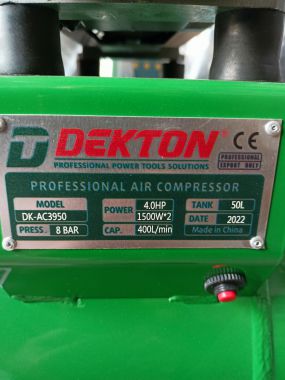 DEKTON®
CE
PROFESSIONAL POWER TOOLS SOLUTIONS
PROFESSIONAL
EXPORT ONLY
PROFESSIONAL AIR COMPRESSOR
MODEL DK-AC3950
POWER 4.0HP 1500W*2
TANK 50L
PRESS. 8 BAR
CAP. 400L/min
DATE 2022
Made in China